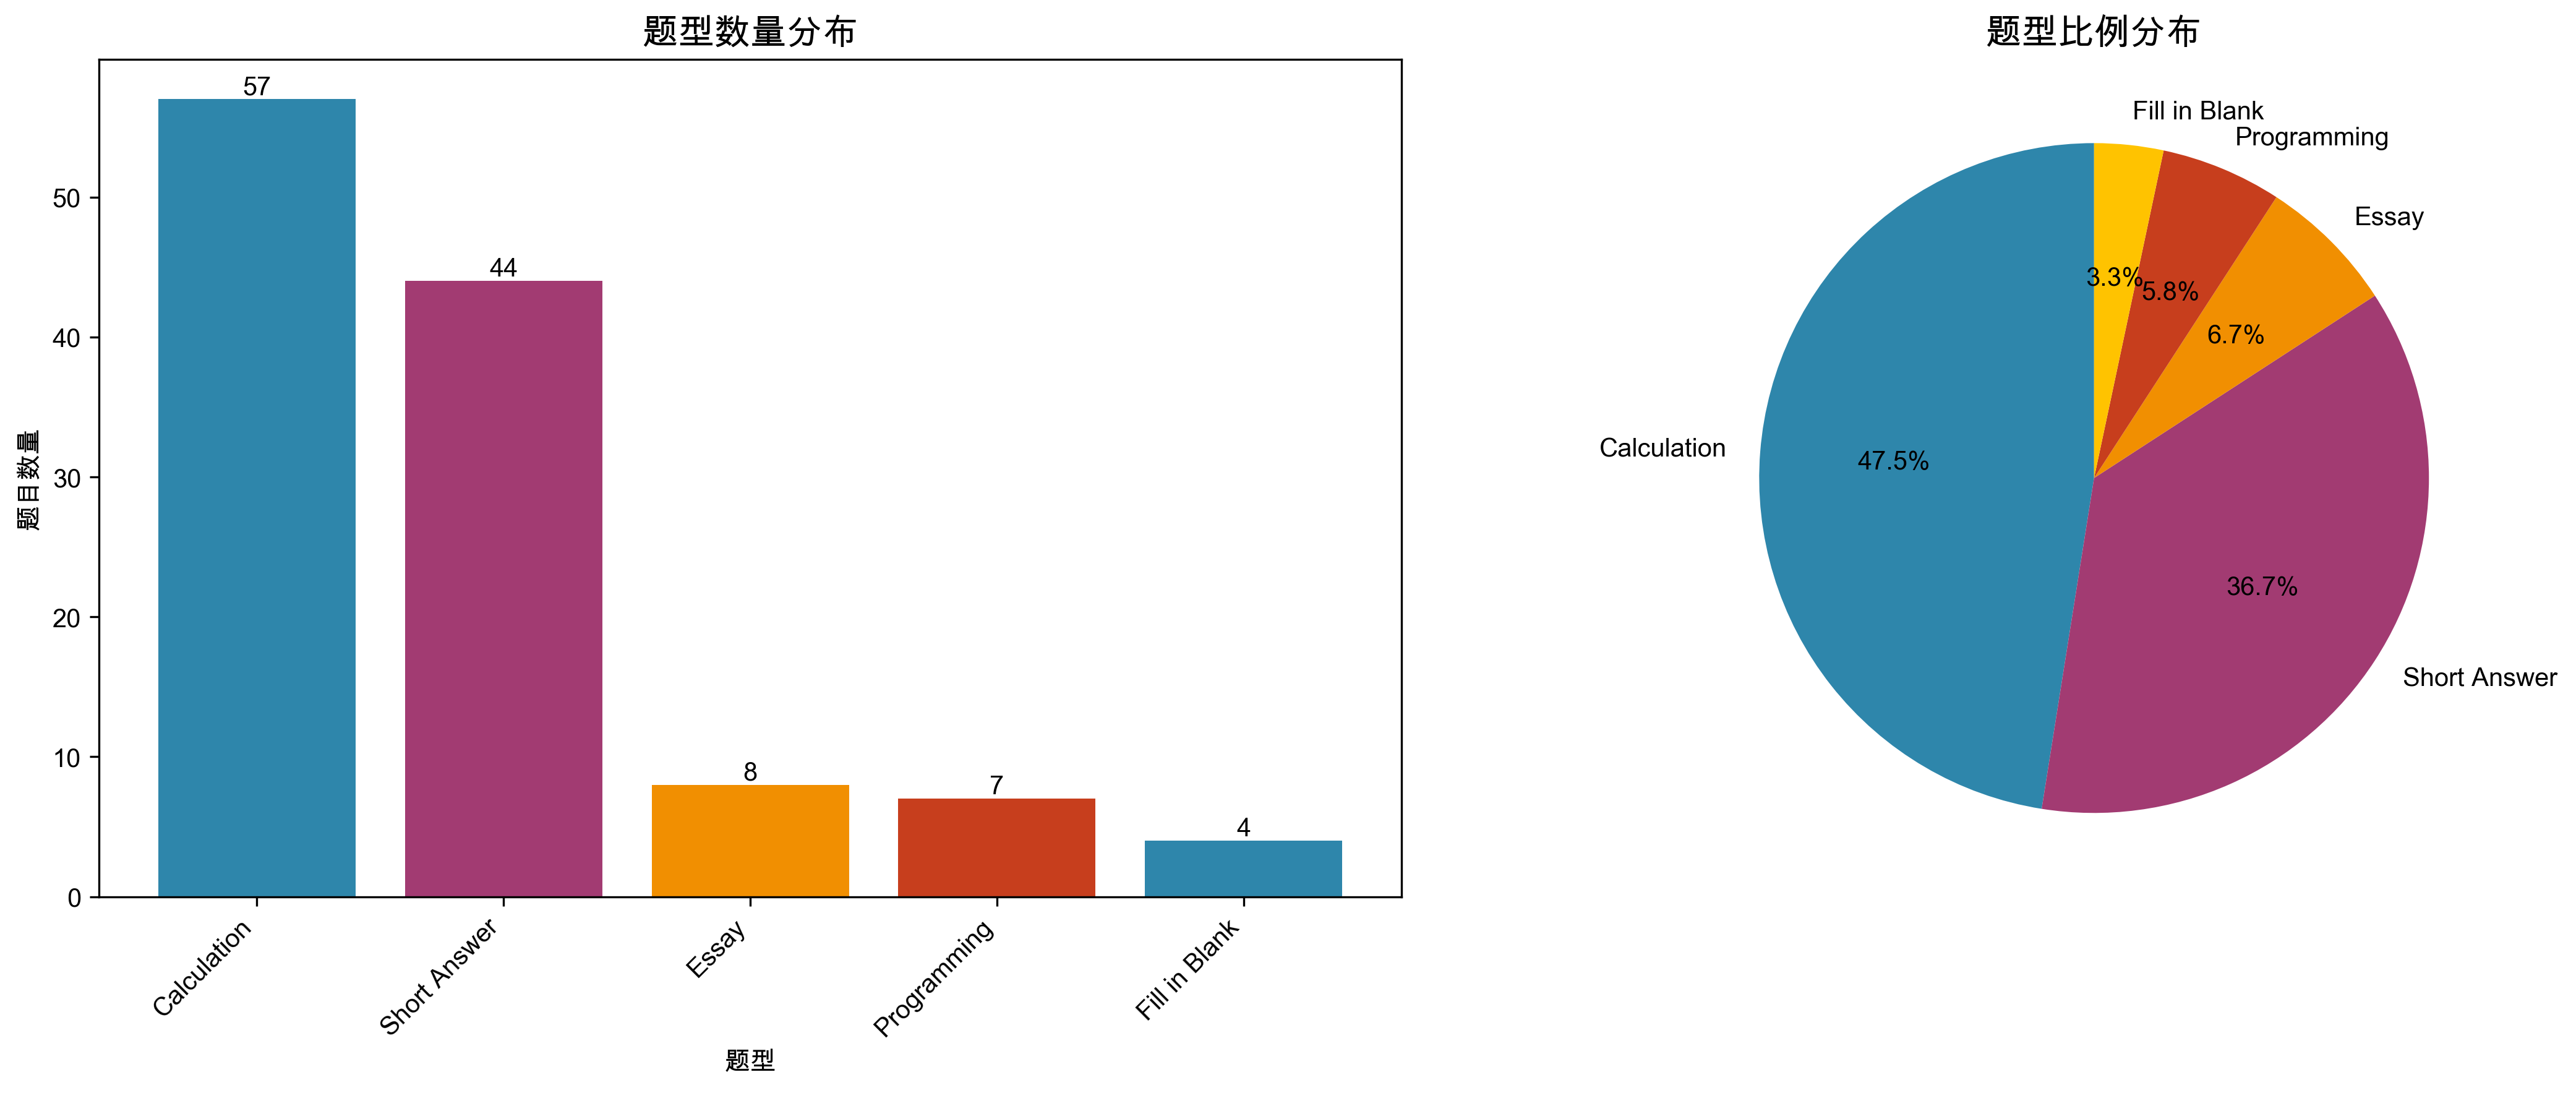 题型数量分布
57
44
8
7
4
50
40
30
20
10
0
题目数量
Calculation
Short Answer
Essay
Programming
Fill in Blank
题型
题型比例分布
Fill in Blank
Programming
Essay
3.3%
5.8%
6.7%
Calculation
47.5%
36.7%
Short Answer